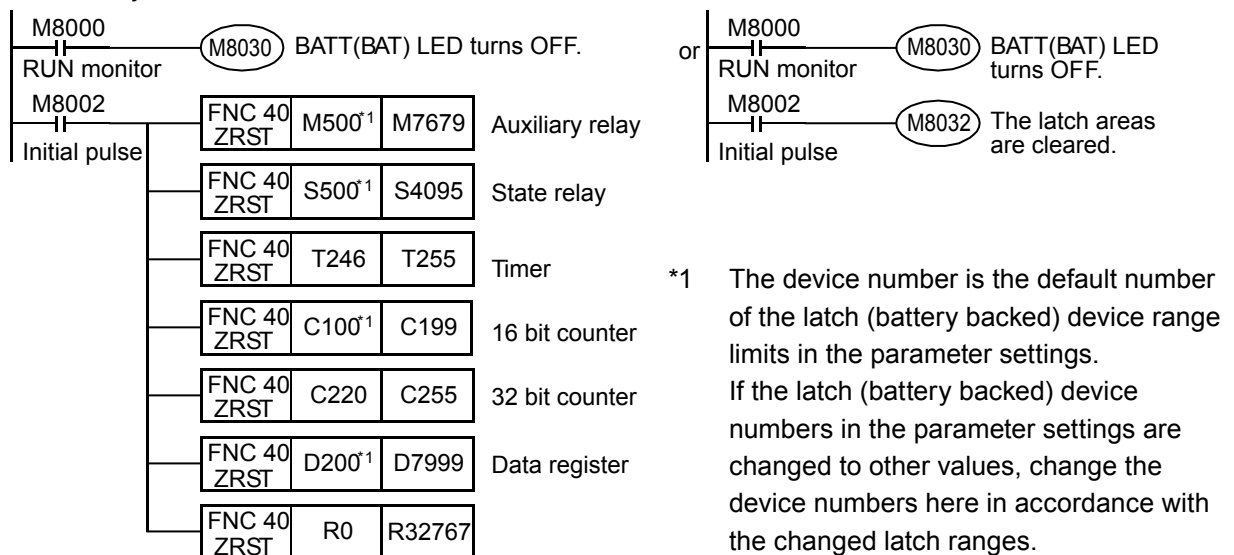 M8000
RUN monitor
M8030
BATT(BAT) LED turns OFF.
M8002
Initial pulse
FNC 40 ZRST M500*1 M7679 Auxiliary relay
FNC 40 ZRST S500*1 S4095 State relay
FNC 40 ZRST T246 T255 Timer
FNC 40 ZRST C100*1 C199 16 bit counter
FNC 40 ZRST C220 C255 32 bit counter
FNC 40 ZRST D200*1 D7999 Data register
FNC 40 ZRST R0 R32767
or
M8000
RUN monitor
M8030
BATT(BAT) LED
turns OFF.
M8002
Initial pulse
M8032
The latch areas
are cleared.
*1 The device number is the default number
of the latch (battery backed) device range
limits in the parameter settings.
If the latch (battery backed) device
numbers in the parameter settings are
changed to other values, change the
device numbers here in accordance with
the changed latch ranges.